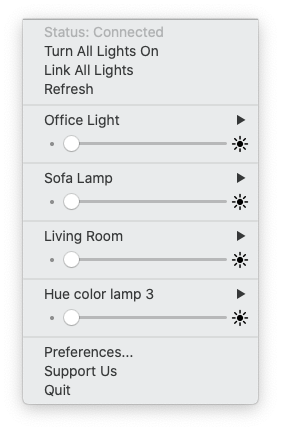 Status: Connected
Turn All Lights On
Link All Lights
Refresh
Office Light
Sofa Lamp
Living Room
Hue color lamp 3
Preferences...
Support Us
Quit